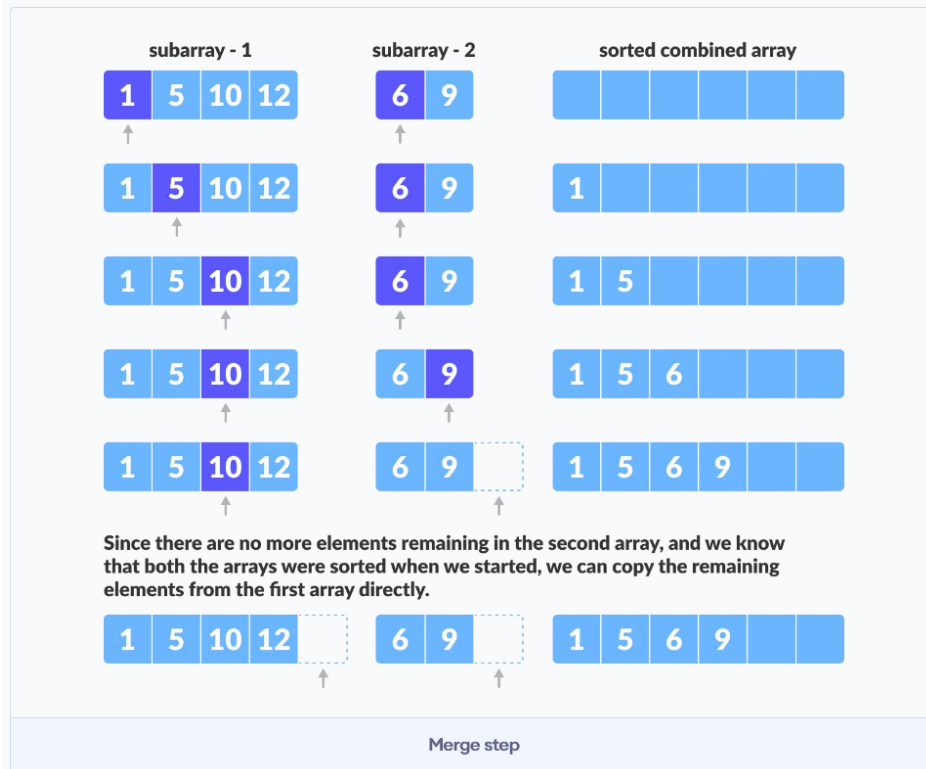 subarray - 1 subarray - 2 sorted combined array
1 5 10 12 6 9
1 5 10 12 6 9 1
1 5 10 12 6 9 1 5
1 5 10 12 6 9 1 5 6
1 5 10 12 6 9 1 5 6 9
Since there are no more elements remaining in the second array, and we know
that both the arrays were sorted when we started, we can copy the remaining
elements from the first array directly.
1 5 10 12 6 9 1 5 6 9
Merge step